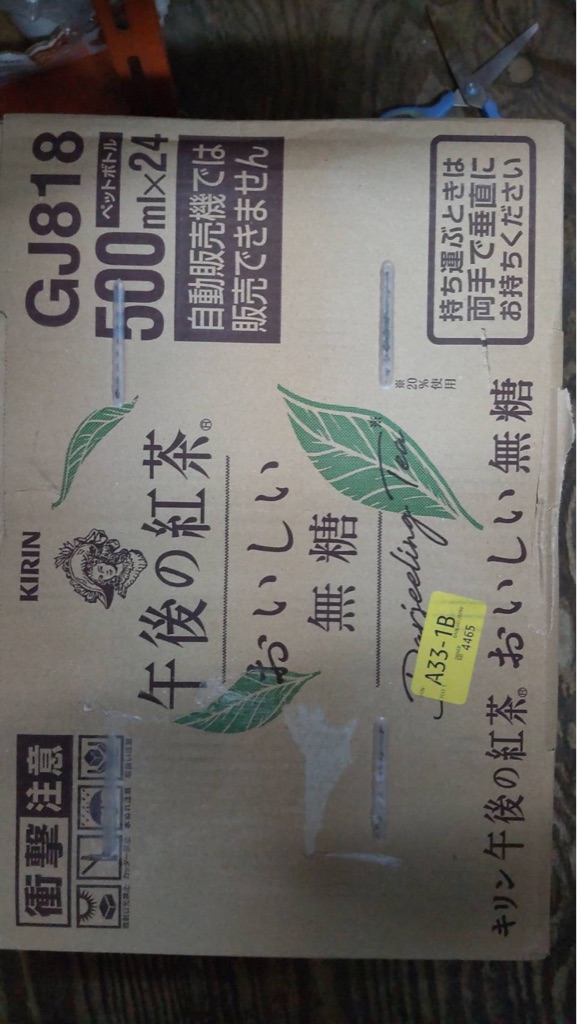 GJ818
ペットボトル
500ml×24
自動販売機では
販売できません
持ち運ぶときは
両手で垂直に
お持ちください
※20%使用
KIRIN
午後の紅茶®
おいしい
無糖
Darjeeling Tea※
A33-1B
4465
衝撃注意
キリン 午後の紅茶® おいしい無糖